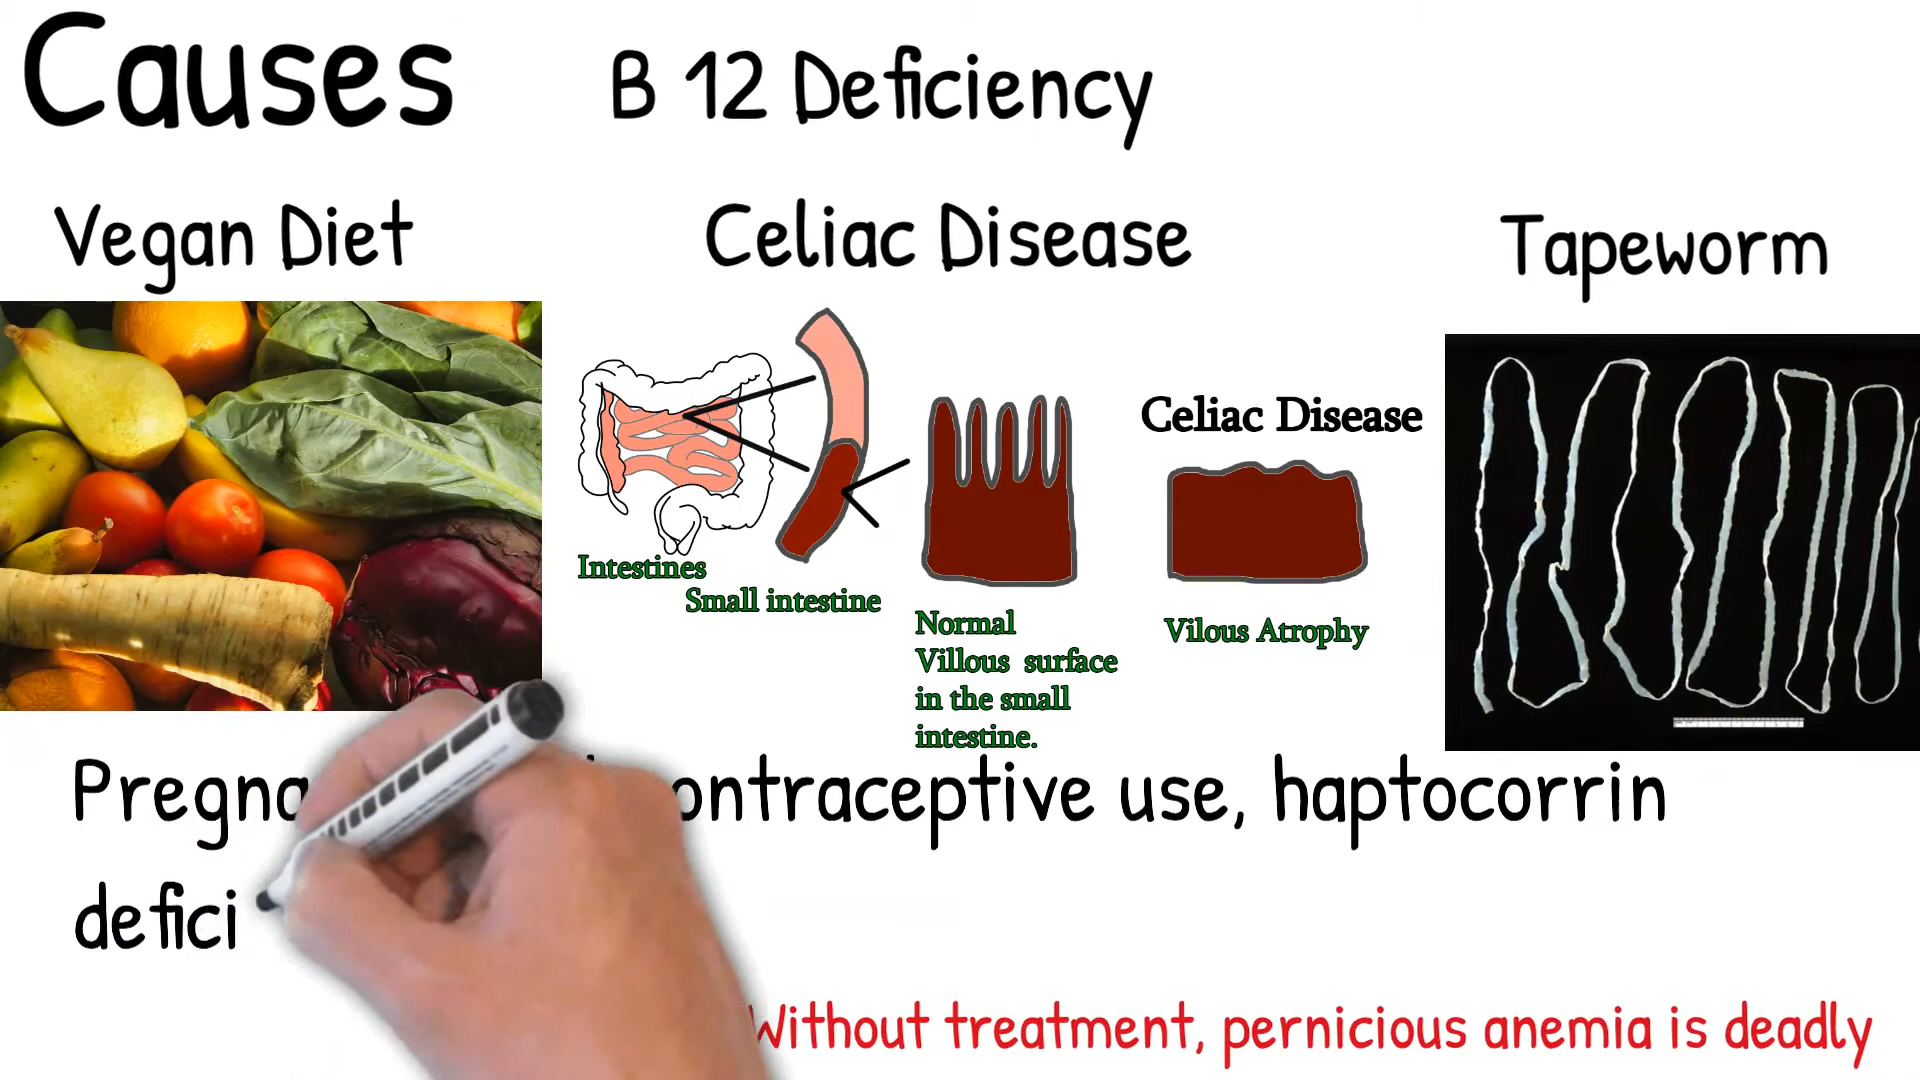 Causes
B 12 Deficiency
Vegan Diet
Celiac Disease
Tapeworm
Celiac Disease
Intestines
Small intestine
Normal
Villous surface
in the small
intestine.
Vilous Atrophy
Pregna ontraceptive use, haptocorrin
defici
Without treatment, pernicious anemia is deadly